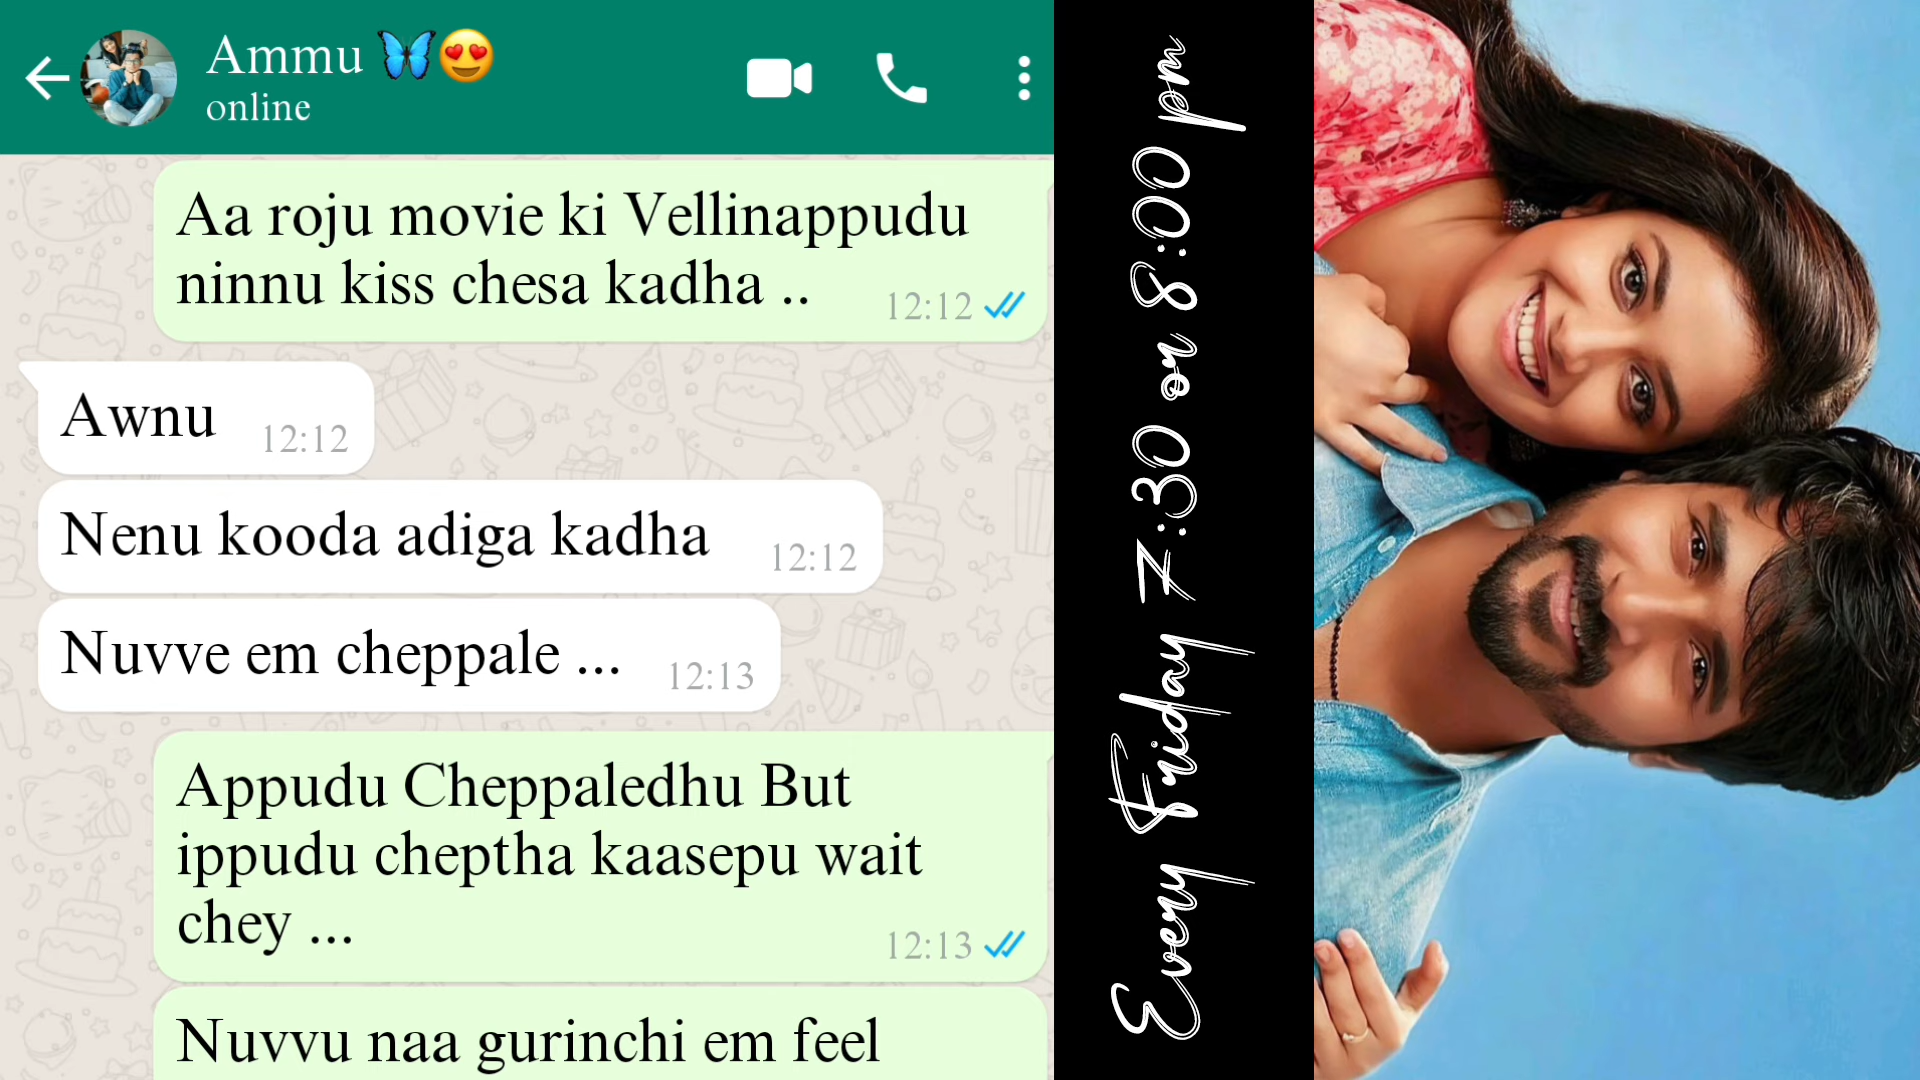 Ammu 🦋😍
online
Aa roju movie ki Vellinappudu
ninnu kiss chesa kadha ..
12:12
Awnu
12:12
Nenu kooda adiga kadha
12:12
Nuvve em cheppale ...
12:13
Appudu Cheppaledhu But
ippudu cheptha kaasepu wait
chey ...
12:13
Nuvvu naa gurinchi em feel
Every Friday 7:30 on 8:00 pm